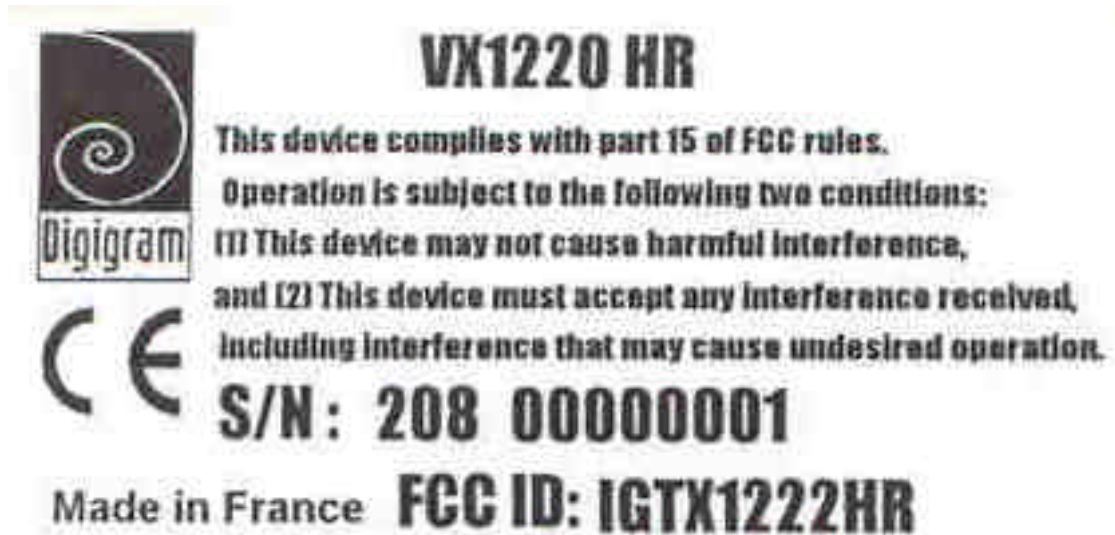 VX1220 HR
This device complies with part 15 of FCC rules.
Operation is subject to the following two conditions:
Digigram
(1) This device may not cause harmful interference,
and (2) This device must accept any interference received,
including interference that may cause undesired operation.
CE
S/N: 208 00000001
Made in France FCC ID: IGTX1222HR